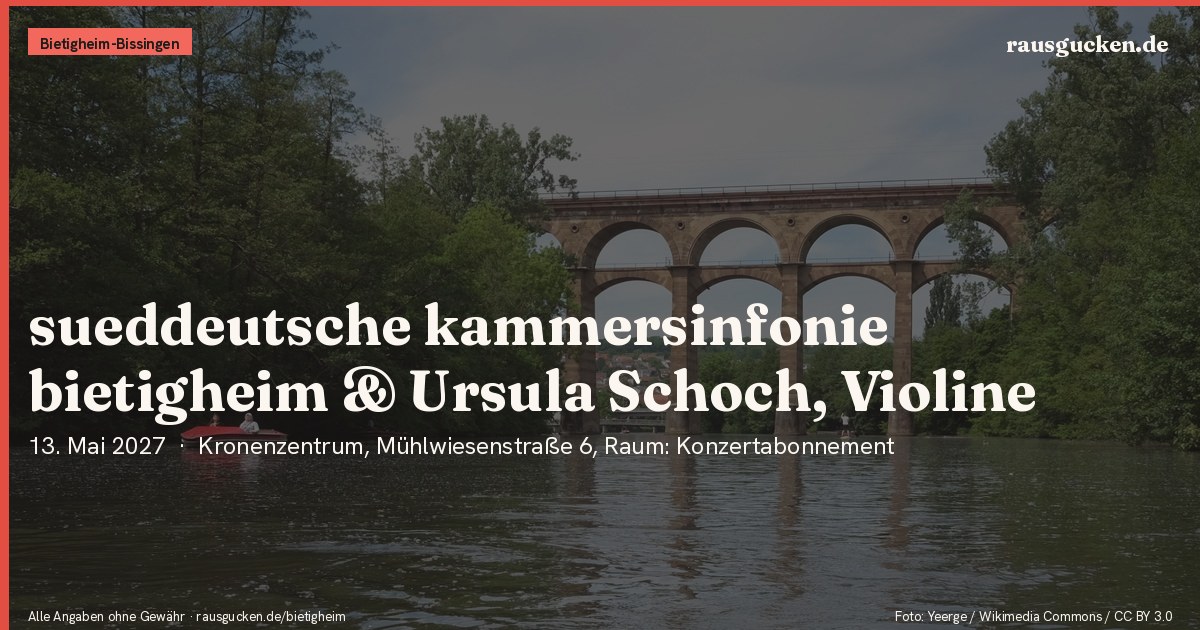 Bietigheim-Bissingen
rausgucken.de
sueddeutsche kammersinfonie
bietigheim & Ursula Schoch, Violine
13. Mai 2027 · Kronenzentrum, Mühlwiesenstraße 6, Raum: Konzertabonnement
Alle Angaben ohne Gewähr · rausgucken.de/bietigheim
Foto: Yeerge / Wikimedia Commons / CC BY 3.0